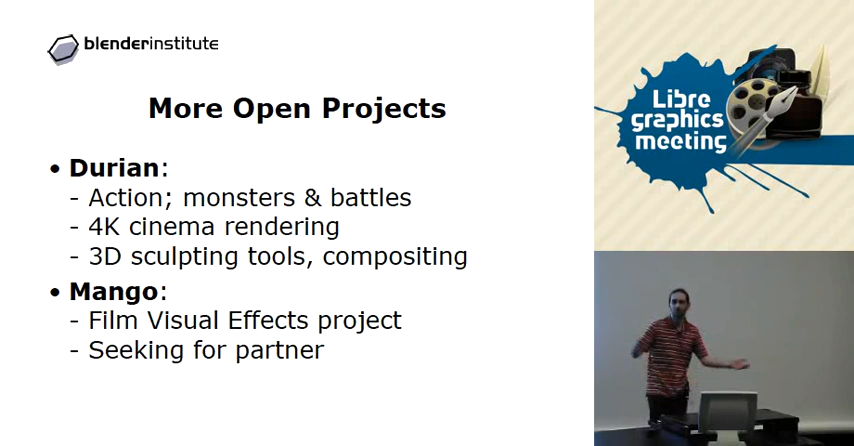 blenderinstitute
More Open Projects
• Durian:
- Action; monsters & battles
- 4K cinema rendering
- 3D sculpting tools, compositing
• Mango:
- Film Visual Effects project
- Seeking for partner
Libre
graphics
meeting